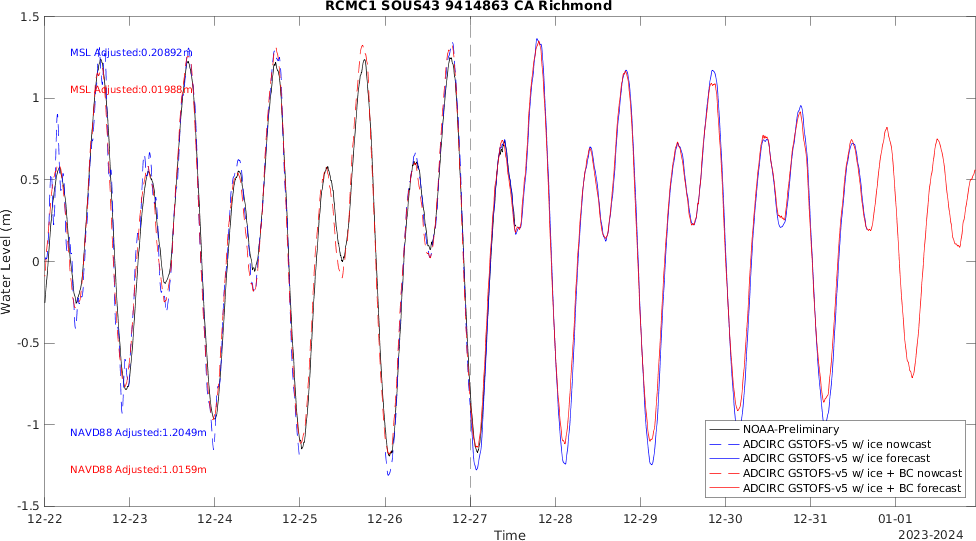 RCMC1 SOUS43 9414863 CA Richmond
1.5
1
0.5
0
-0.5
-1
-1.5
Water Level (m)
MSL Adjusted:0.20892m
MSL Adjusted:0.01988m
NAVD88 Adjusted:1.2049m
NAVD88 Adjusted:1.0159m
NOAA-Preliminary
ADCIRC GSTOFS-v5 w/ ice nowcast
ADCIRC GSTOFS-v5 w/ ice forecast
ADCIRC GSTOFS-v5 w/ ice + BC nowcast
ADCIRC GSTOFS-v5 w/ ice + BC forecast
12-22 12-23 12-24 12-25 12-26 12-27 12-28 12-29 12-30 12-31 01-01
Time
2023-2024